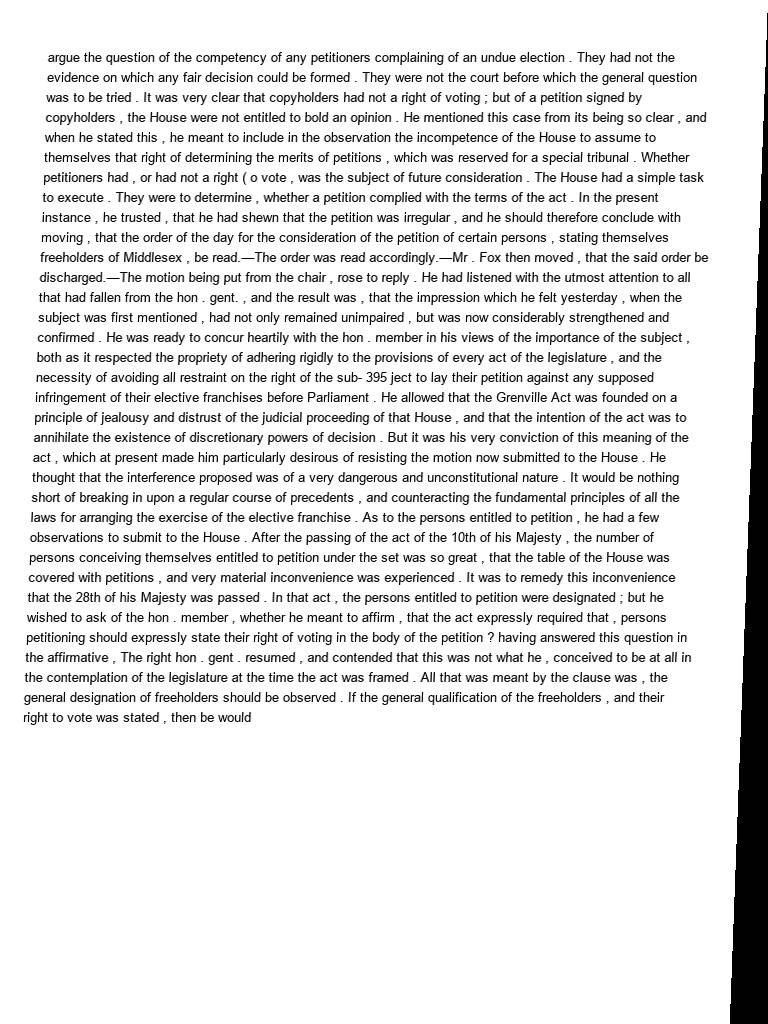 argue the question of the competency of any petitioners complaining of an undue election . They had not the
evidence on which any fair decision could be formed . They were not the court before which the general question
was to be tried . It was very clear that copyholders had not a right of voting ; but of a petition signed by
copyholders , the House were not entitled to bold an opinion . He mentioned this case from its being so clear , and
when he stated this , he meant to include in the observation the incompetence of the House to assume to
themselves that right of determining the merits of petitions , which was reserved for a special tribunal . Whether
petitioners had , or had not a right ( o vote , was the subject of future consideration . The House had a simple task
to execute . They were to determine , whether a petition complied with the terms of the act . In the present
instance , he trusted , that he had shewn that the petition was irregular , and he should therefore conclude with
moving , that the order of the day for the consideration of the petition of certain persons , stating themselves
freeholders of Middlesex , be read.—The order was read accordingly.—Mr . Fox then moved , that the said order be
discharged.—The motion being put from the chair , rose to reply . He had listened with the utmost attention to all
that had fallen from the hon . gent. , and the result was , that the impression which he felt yesterday , when the
subject was first mentioned , had not only remained unimpaired , but was now considerably strengthened and
confirmed . He was ready to concur heartily with the hon . member in his views of the importance of the subject ,
both as it respected the propriety of adhering rigidly to the provisions of every act of the legislature , and the
necessity of avoiding all restraint on the right of the sub- 395 ject to lay their petition against any supposed
infringement of their elective franchises before Parliament . He allowed that the Grenville Act was founded on a
principle of jealousy and distrust of the judicial proceeding of that House , and that the intention of the act was to
annihilate the existence of discretionary powers of decision . But it was his very conviction of this meaning of the
act , which at present made him particularly desirous of resisting the motion now submitted to the House . He
thought that the interference proposed was of a very dangerous and unconstitutional nature . It would be nothing
short of breaking in upon a regular course of precedents , and counteracting the fundamental principles of all the
laws for arranging the exercise of the elective franchise . As to the persons entitled to petition , he had a few
observations to submit to the House . After the passing of the act of the 10th of his Majesty , the number of
persons conceiving themselves entitled to petition under the set was so great , that the table of the House was
covered with petitions , and very material inconvenience was experienced . It was to remedy this inconvenience
that the 28th of his Majesty was passed . In that act , the persons entitled to petition were designated ; but he
wished to ask of the hon . member , whether he meant to affirm , that the act expressly required that , persons
petitioning should expressly state their right of voting in the body of the petition ? having answered this question in
the affirmative , The right hon . gent . resumed , and contended that this was not what he , conceived to be at all in
the contemplation of the legislature at the time the act was framed . All that was meant by the clause was , the
general designation of freeholders should be observed . If the general qualification of the freeholders , and their
right to vote was stated , then be would